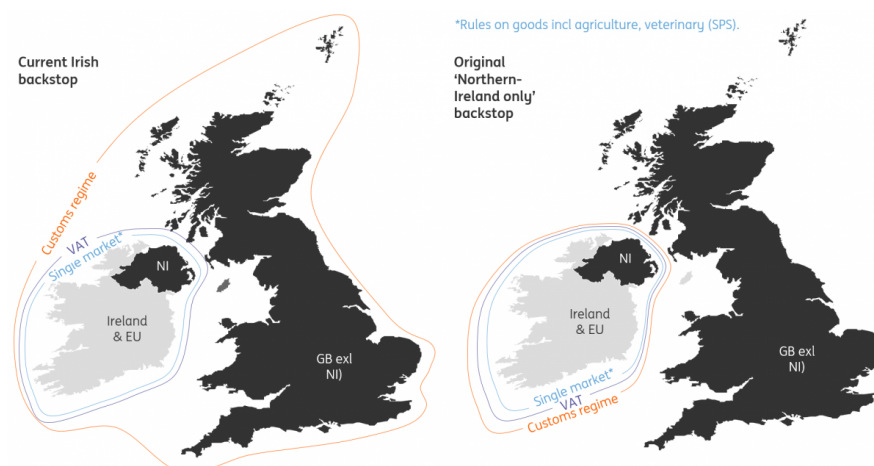 Current Irish
backstop
Customs regime
VAT
Single market*
NI
Ireland
& EU
GB exl
NI)
*Rules on goods incl agriculture, veterinary (SPS).
Original
‘Northern-
Ireland only’
backstop
NI
Ireland
& EU
GB exl
NI)
Single market*
VAT
Customs regime